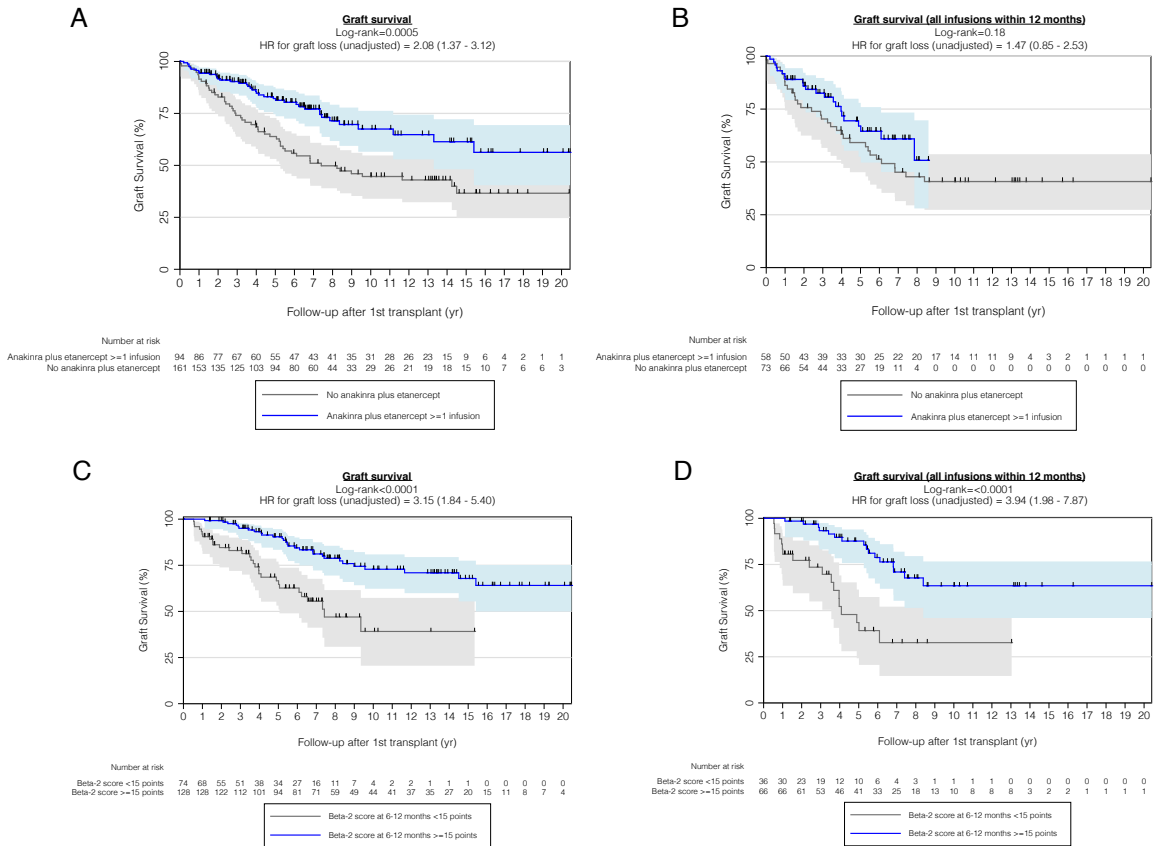 A
Graft survival
Log-rank=0.0005
HR for graft loss (unadjusted) = 2.08 (1.37 - 3.12)
Graft Survival (%)
100
75
50
25
0
0 1 2 3 4 5 6 7 8 9 10 11 12 13 14 15 16 17 18 19 20
Follow-up after 1st transplant (yr)
Number at risk
Anakinra plus etanercept >=1 infusion 94 86 77 67 60 55 47 43 41 35 31 28 26 23 15 9 6 4 2 1 1
No anakinra plus etanercept 161 153 135 125 103 94 80 60 44 33 29 26 21 19 18 15 10 7 6 6 3
No anakinra plus etanercept
Anakinra plus etanercept >=1 infusion
B
Graft survival (all infusions within 12 months)
Log-rank=0.18
HR for graft loss (unadjusted) = 1.47 (0.85 - 2.53)
Graft Survival (%)
100
75
50
25
0
0 1 2 3 4 5 6 7 8 9 10 11 12 13 14 15 16 17 18 19 20
Follow-up after 1st transplant (yr)
Number at risk
Anakinra plus etanercept >=1 infusion 58 50 43 39 33 30 25 22 20 17 14 11 11 9 4 3 2 1 1 1 1
No anakinra plus etanercept 73 66 54 44 33 27 19 11 4 0 0 0 0 0 0 0 0 0 0 0 0
No anakinra plus etanercept
Anakinra plus etanercept >=1 infusion
C
Graft survival
Log-rank<0.0001
HR for graft loss (unadjusted) = 3.15 (1.84 - 5.40)
Graft Survival (%)
100
75
50
25
0
0 1 2 3 4 5 6 7 8 9 10 11 12 13 14 15 16 17 18 19 20
Follow-up after 1st transplant (yr)
Number at risk
Beta-2 score <15 points 74 68 55 51 38 34 27 16 11 7 4 2 2 1 1 1 0 0 0 0 0
Beta-2 score >=15 points 128 128 122 112 101 94 81 71 59 49 44 41 37 35 27 20 15 11 8 7 4
Beta-2 score at 6-12 months <15 points
Beta-2 score at 6-12 months >=15 points
D
Graft survival (all infusions within 12 months)
Log-rank=<0.0001
HR for graft loss (unadjusted) = 3.94 (1.98 - 7.87)
Graft Survival (%)
100
75
50
25
0
0 1 2 3 4 5 6 7 8 9 10 11 12 13 14 15 16 17 18 19 20
Follow-up after 1st transplant (yr)
Number at risk
Beta-2 score <15 points 36 30 23 19 12 10 6 4 3 1 1 1 1 0 0 0 0 0 0 0 0
Beta-2 score >=15 points 66 66 61 53 46 41 33 25 18 13 10 8 8 8 3 2 2 1 1 1 1
Beta-2 score at 6-12 months <15 points
Beta-2 score at 6-12 months >=15 points